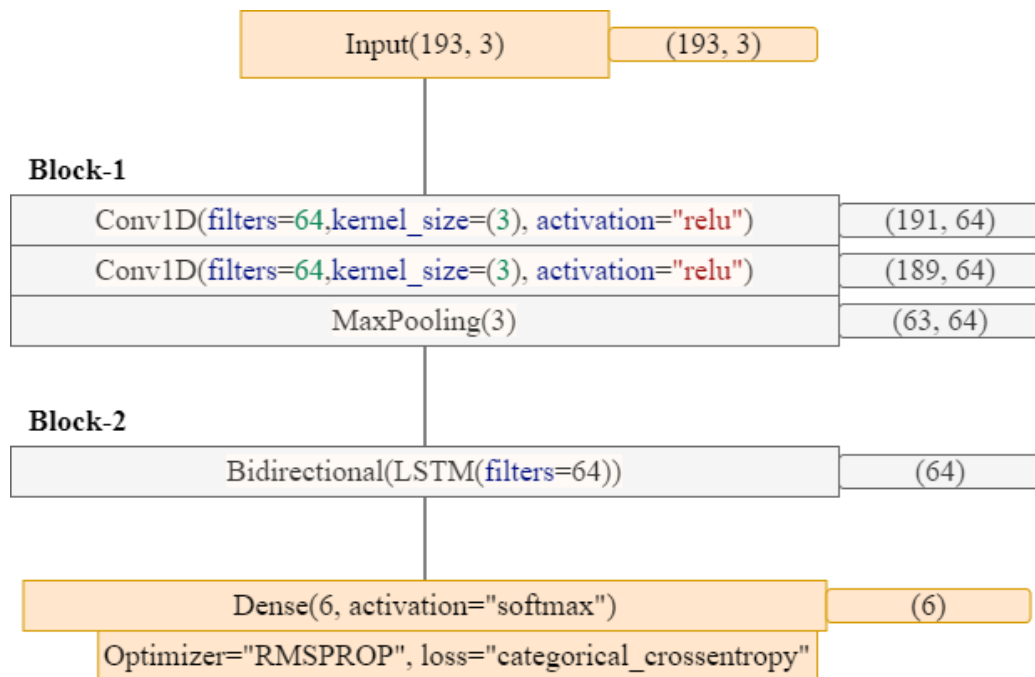 Input(193, 3) (193, 3)
Block-1
Conv1D(filters=64,kernel_size=(3), activation="relu") (191, 64)
Conv1D(filters=64,kernel_size=(3), activation="relu") (189, 64)
MaxPooling(3) (63, 64)
Block-2
Bidirectional(LSTM(filters=64)) (64)
Dense(6, activation="softmax") (6)
Optimizer="RMSPROP", loss="categorical_crossentropy"